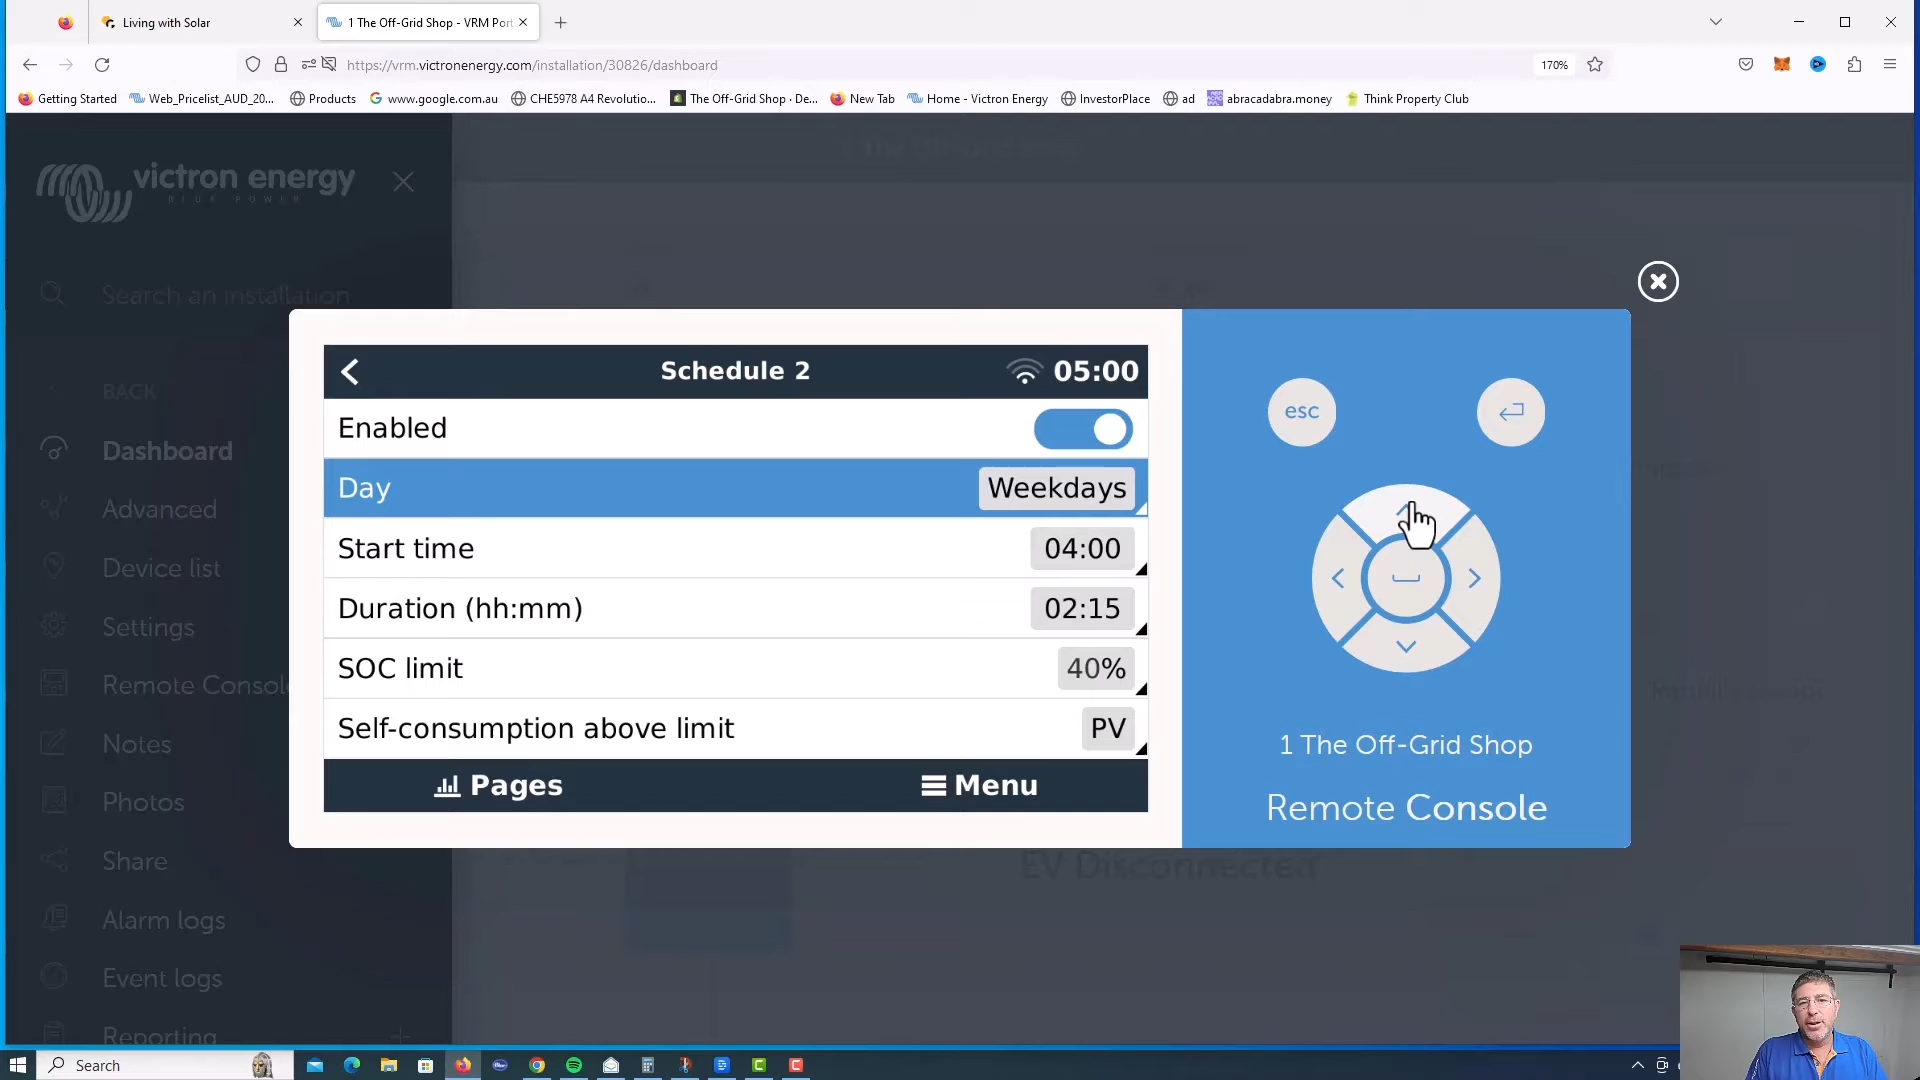 Living with Solar
1 The Off-Grid Shop - VRM Port
https://vrm.victronenergy.com/installation/30826/dashboard
170%
Getting Started
Web_Pricelist_AUD_20...
Products
www.google.com.au
CHE5978 A4 Revolutio...
The Off-Grid Shop · De...
New Tab
Home - Victron Energy
InvestorPlace
ad
abracadabra.money
Think Property Club
victron energy
BLUE POWER
Search an installation
BACK
Dashboard
Advanced
Device list
Settings
Remote Consol
Notes
Photos
Share
Alarm logs
Event logs
Reporting
Schedule 2
05:00
Enabled
Day
Weekdays
Start time
04:00
Duration (hh:mm)
02:15
SOC limit
40%
Self-consumption above limit
PV
Pages
Menu
esc
1 The Off-Grid Shop
Remote Console
EV Disconnected
Search